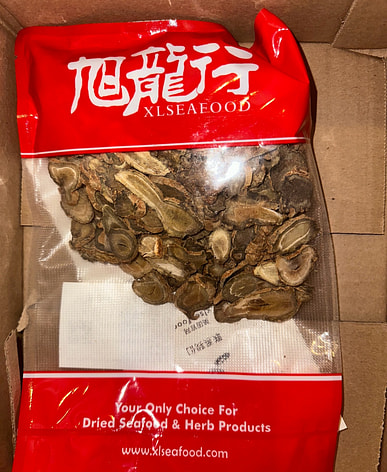 旭龍行
XLSEAFOOD
Your Only Choice For
Dried Seafood & Herb Products
www.xlseafood.com